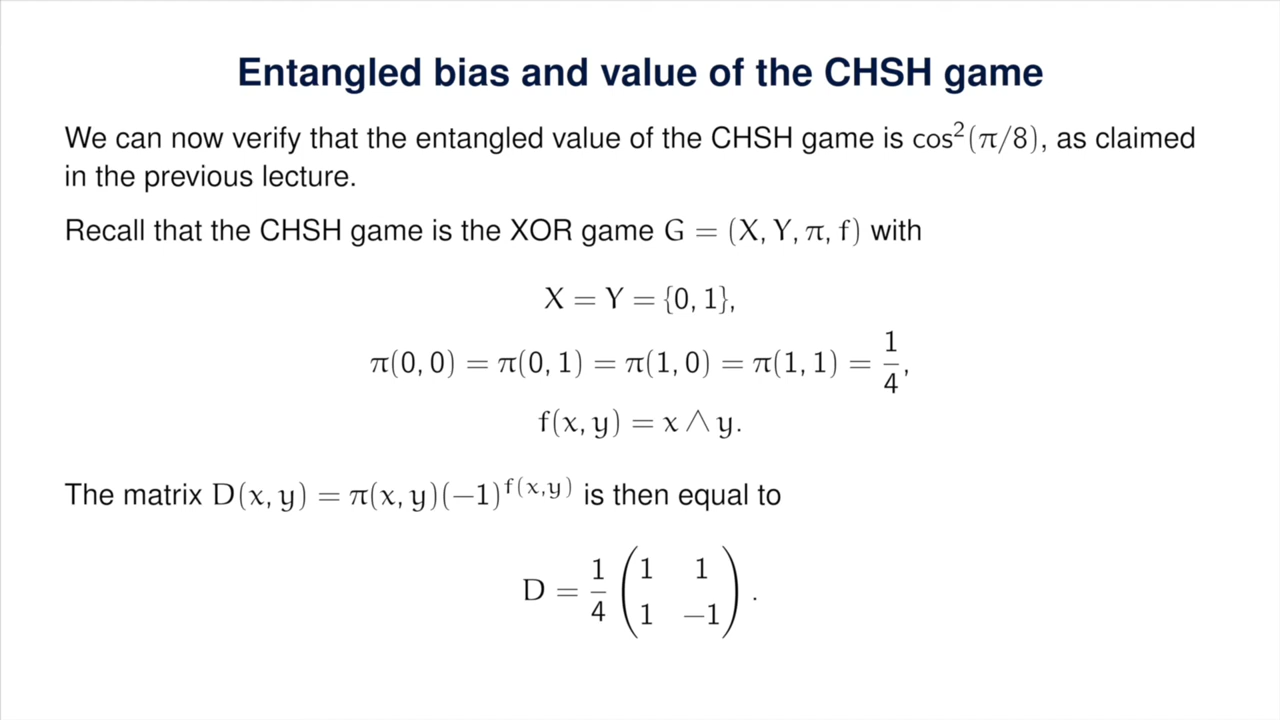 Entangled bias and value of the CHSH game
We can now verify that the entangled value of the CHSH game is cos²(π/8), as claimed
in the previous lecture.
Recall that the CHSH game is the XOR game G = (X, Y, π, f) with
X = Y = {0, 1},
π(0, 0) = π(0, 1) = π(1, 0) = π(1, 1) = 1/4,
f(x, y) = x ∧ y.
The matrix D(x, y) = π(x, y)(−1)^f(x,y) is then equal to
D = 1/4 (1 1
1 −1).